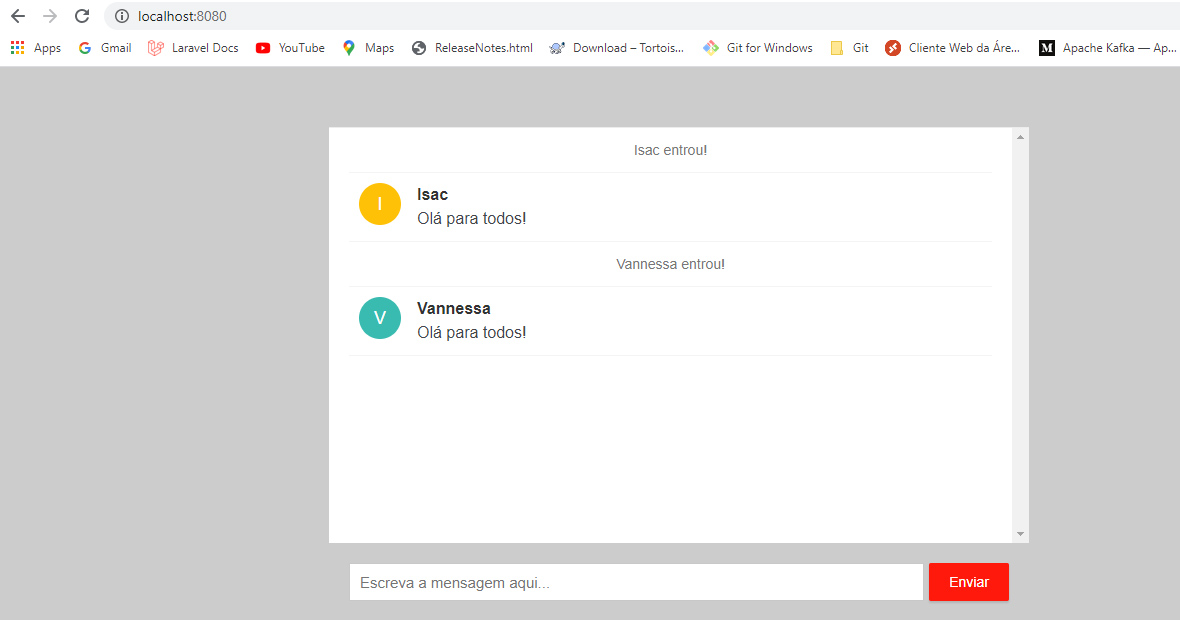 localhost:8080
Apps Gmail Laravel Docs YouTube Maps ReleaseNotes.html Download – Tortois... Git for Windows Git Cliente Web da Áre... M Apache Kafka — Ap...
Isac entrou!
I
Isac
Olá para todos!
Vannessa entrou!
V
Vannessa
Olá para todos!
Escreva a mensagem aqui... Enviar